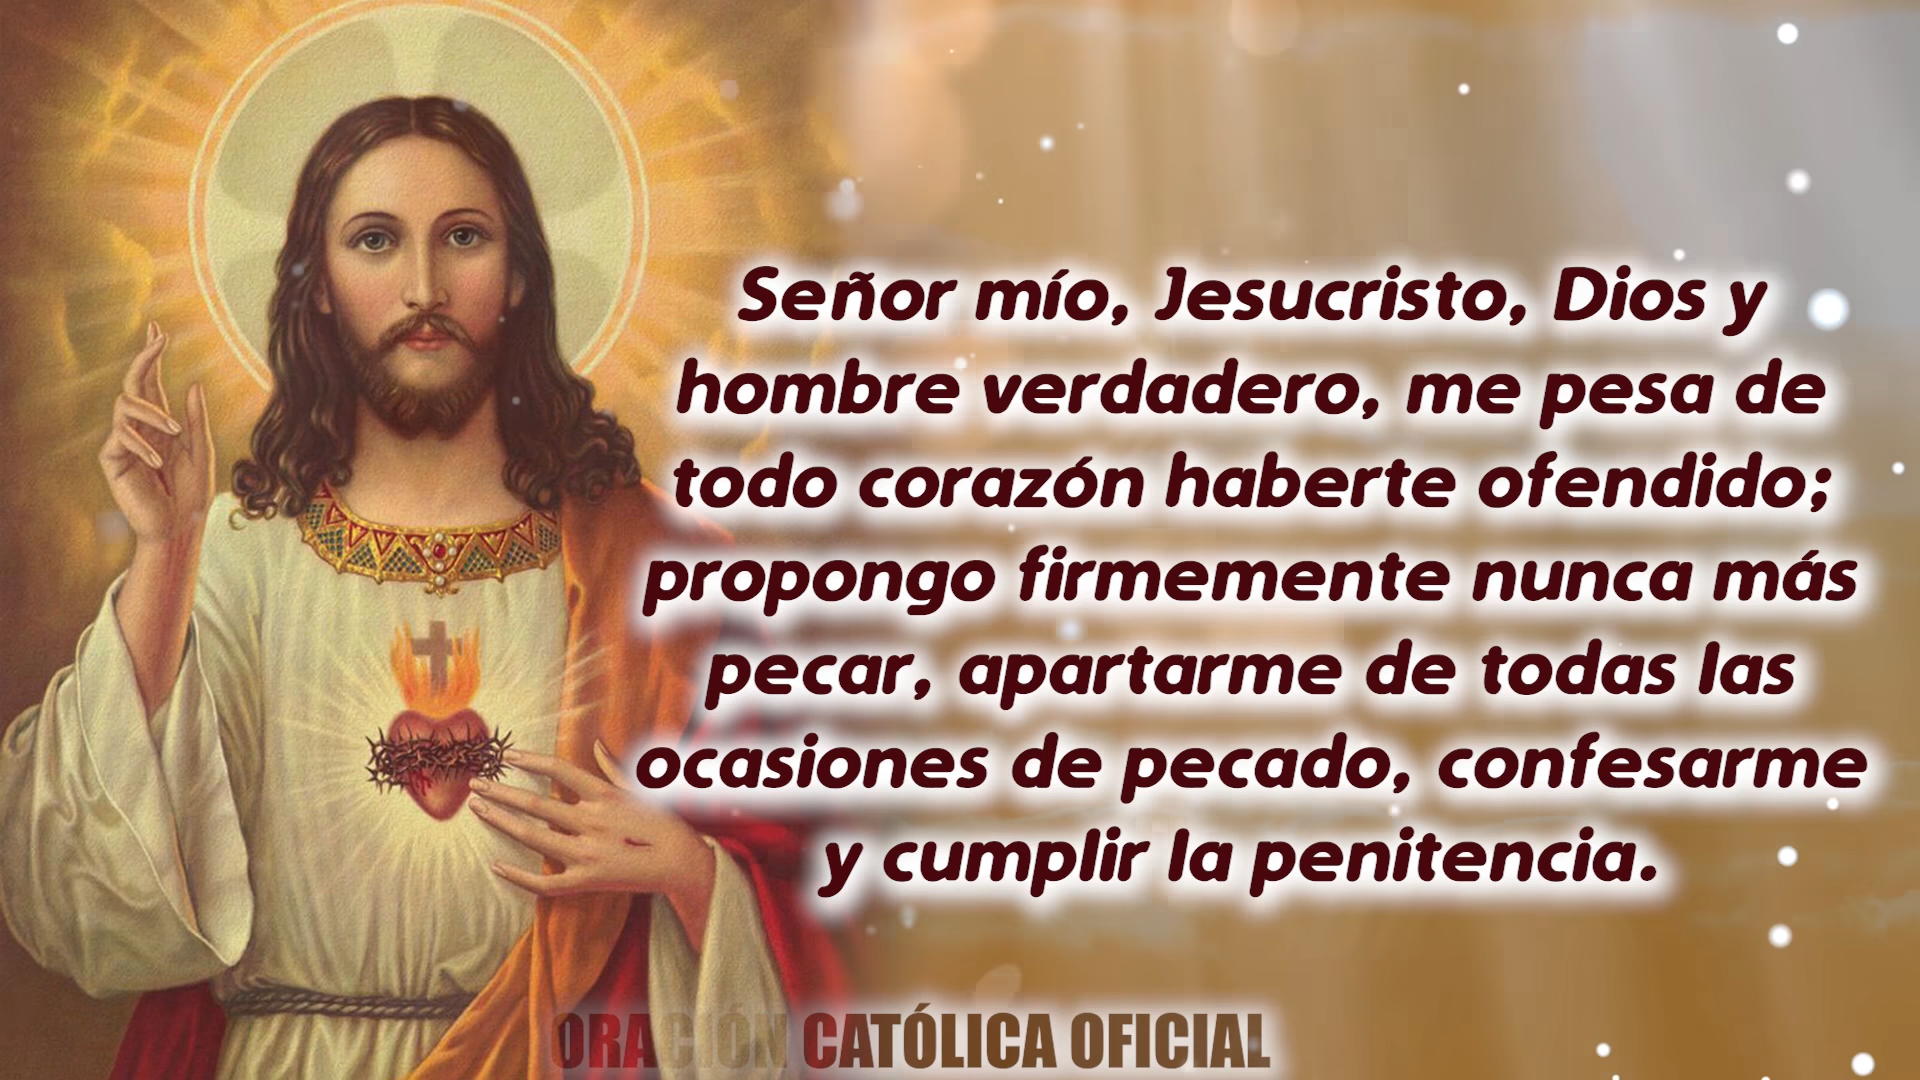 Señor mío, Jesucristo, Dios y
hombre verdadero, me pesa de
todo corazón haberte ofendido;
propongo firmemente nunca más
pecar, apartarme de todas las
ocasiones de pecado, confesarme
y cumplir la penitencia.
ORACIÓN CATÓLICA OFICIAL